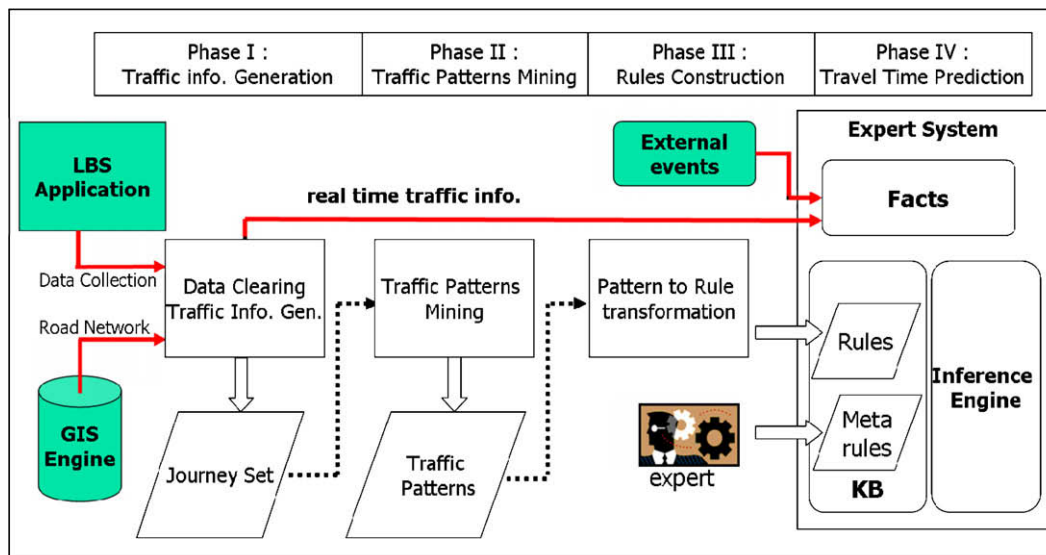 Phase I :
Traffic info. Generation
Phase II :
Traffic Patterns Mining
Phase III :
Rules Construction
Phase IV :
Travel Time Prediction
LBS
Application
External
events
Expert System
Facts
real time traffic info.
Data Collection
Road Network
Data Clearing
Traffic Info. Gen.
Traffic Patterns
Mining
Pattern to Rule
transformation
Rules
Inference
Engine
GIS
Engine
Journey Set
Traffic
Patterns
expert
Meta
rules
KB